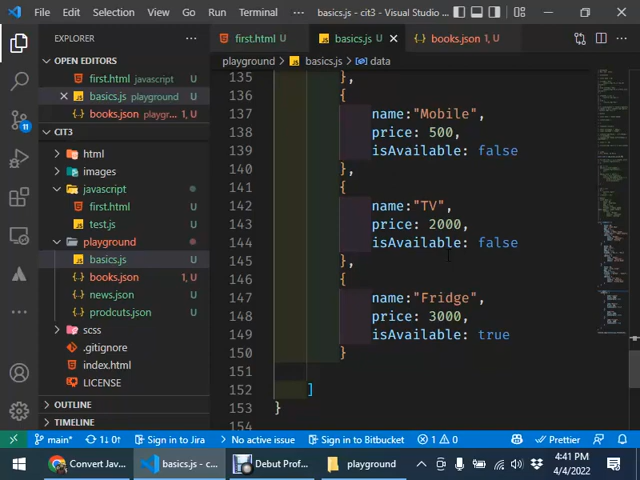 File Edit Selection View Go Run Terminal ··· basics.js - cit3 - Visual Studio ...
EXPLORER ···
OPEN EDITORS
first.html javascript U
basics.js playground U
books.json playgr... 1, U
CIT3
html
images
javascript
first.html U
test.js U
playground
basics.js U
books.json 1, U
news.json U
prodcuts.json U
scss
.gitignore
index.html
LICENSE
OUTLINE
TIMELINE
11
first.html U basics.js U books.json 1, U
playground > basics.js > data
135 },
136 {
137 name:"Mobile",
138 price: 500,
139 isAvailable: false
140 },
141 {
142 name:"TV",
143 price: 2000,
144 isAvailable: false
145 },
146 {
147 name:"Fridge",
148 price: 3000,
149 isAvailable: true
150 }
151
152 ]
153 }
154
main* 1↓ 0↑ Sign in to Jira No active issue Sign in to Bitbucket 1 0 Prettier
Convert Jav... basics.js - c... Debut Prof... playground 4:41 PM
4/4/2022